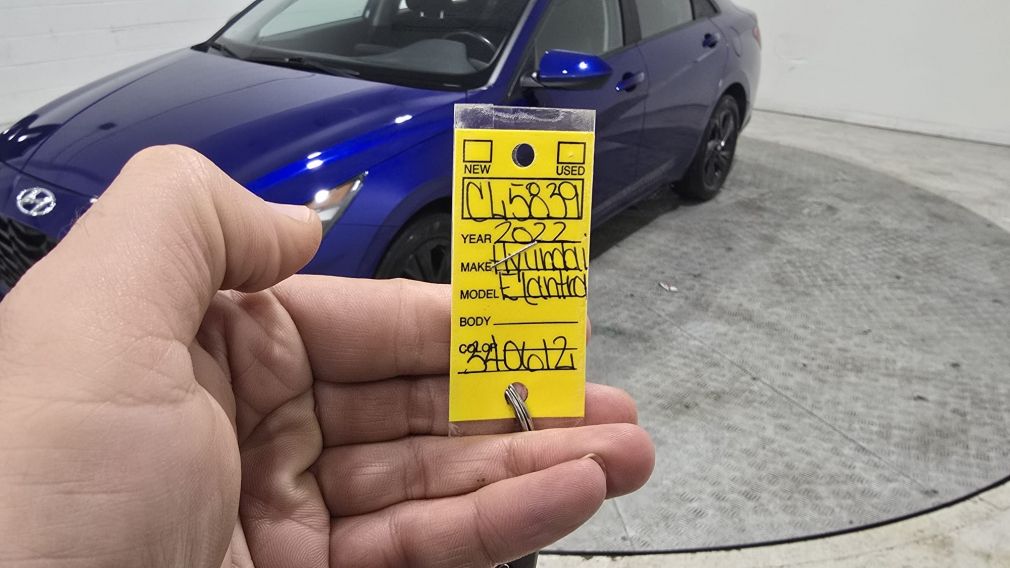 NEW USED
CL5839
YEAR 2022
MAKE Hyundai
MODEL Elantra
BODY
COLOR 340612